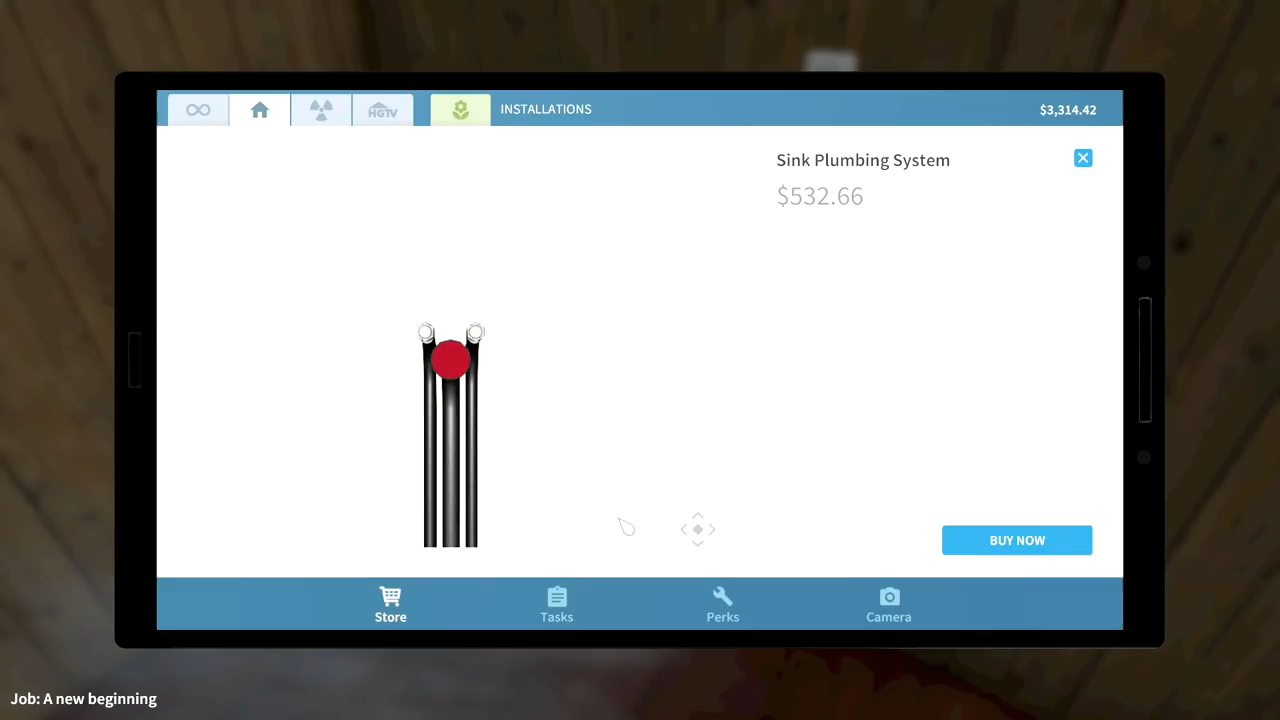 HGTV
INSTALLATIONS
$3,314.42
Sink Plumbing System
$532.66
BUY NOW
Store
Tasks
Perks
Camera
Job: A new beginning